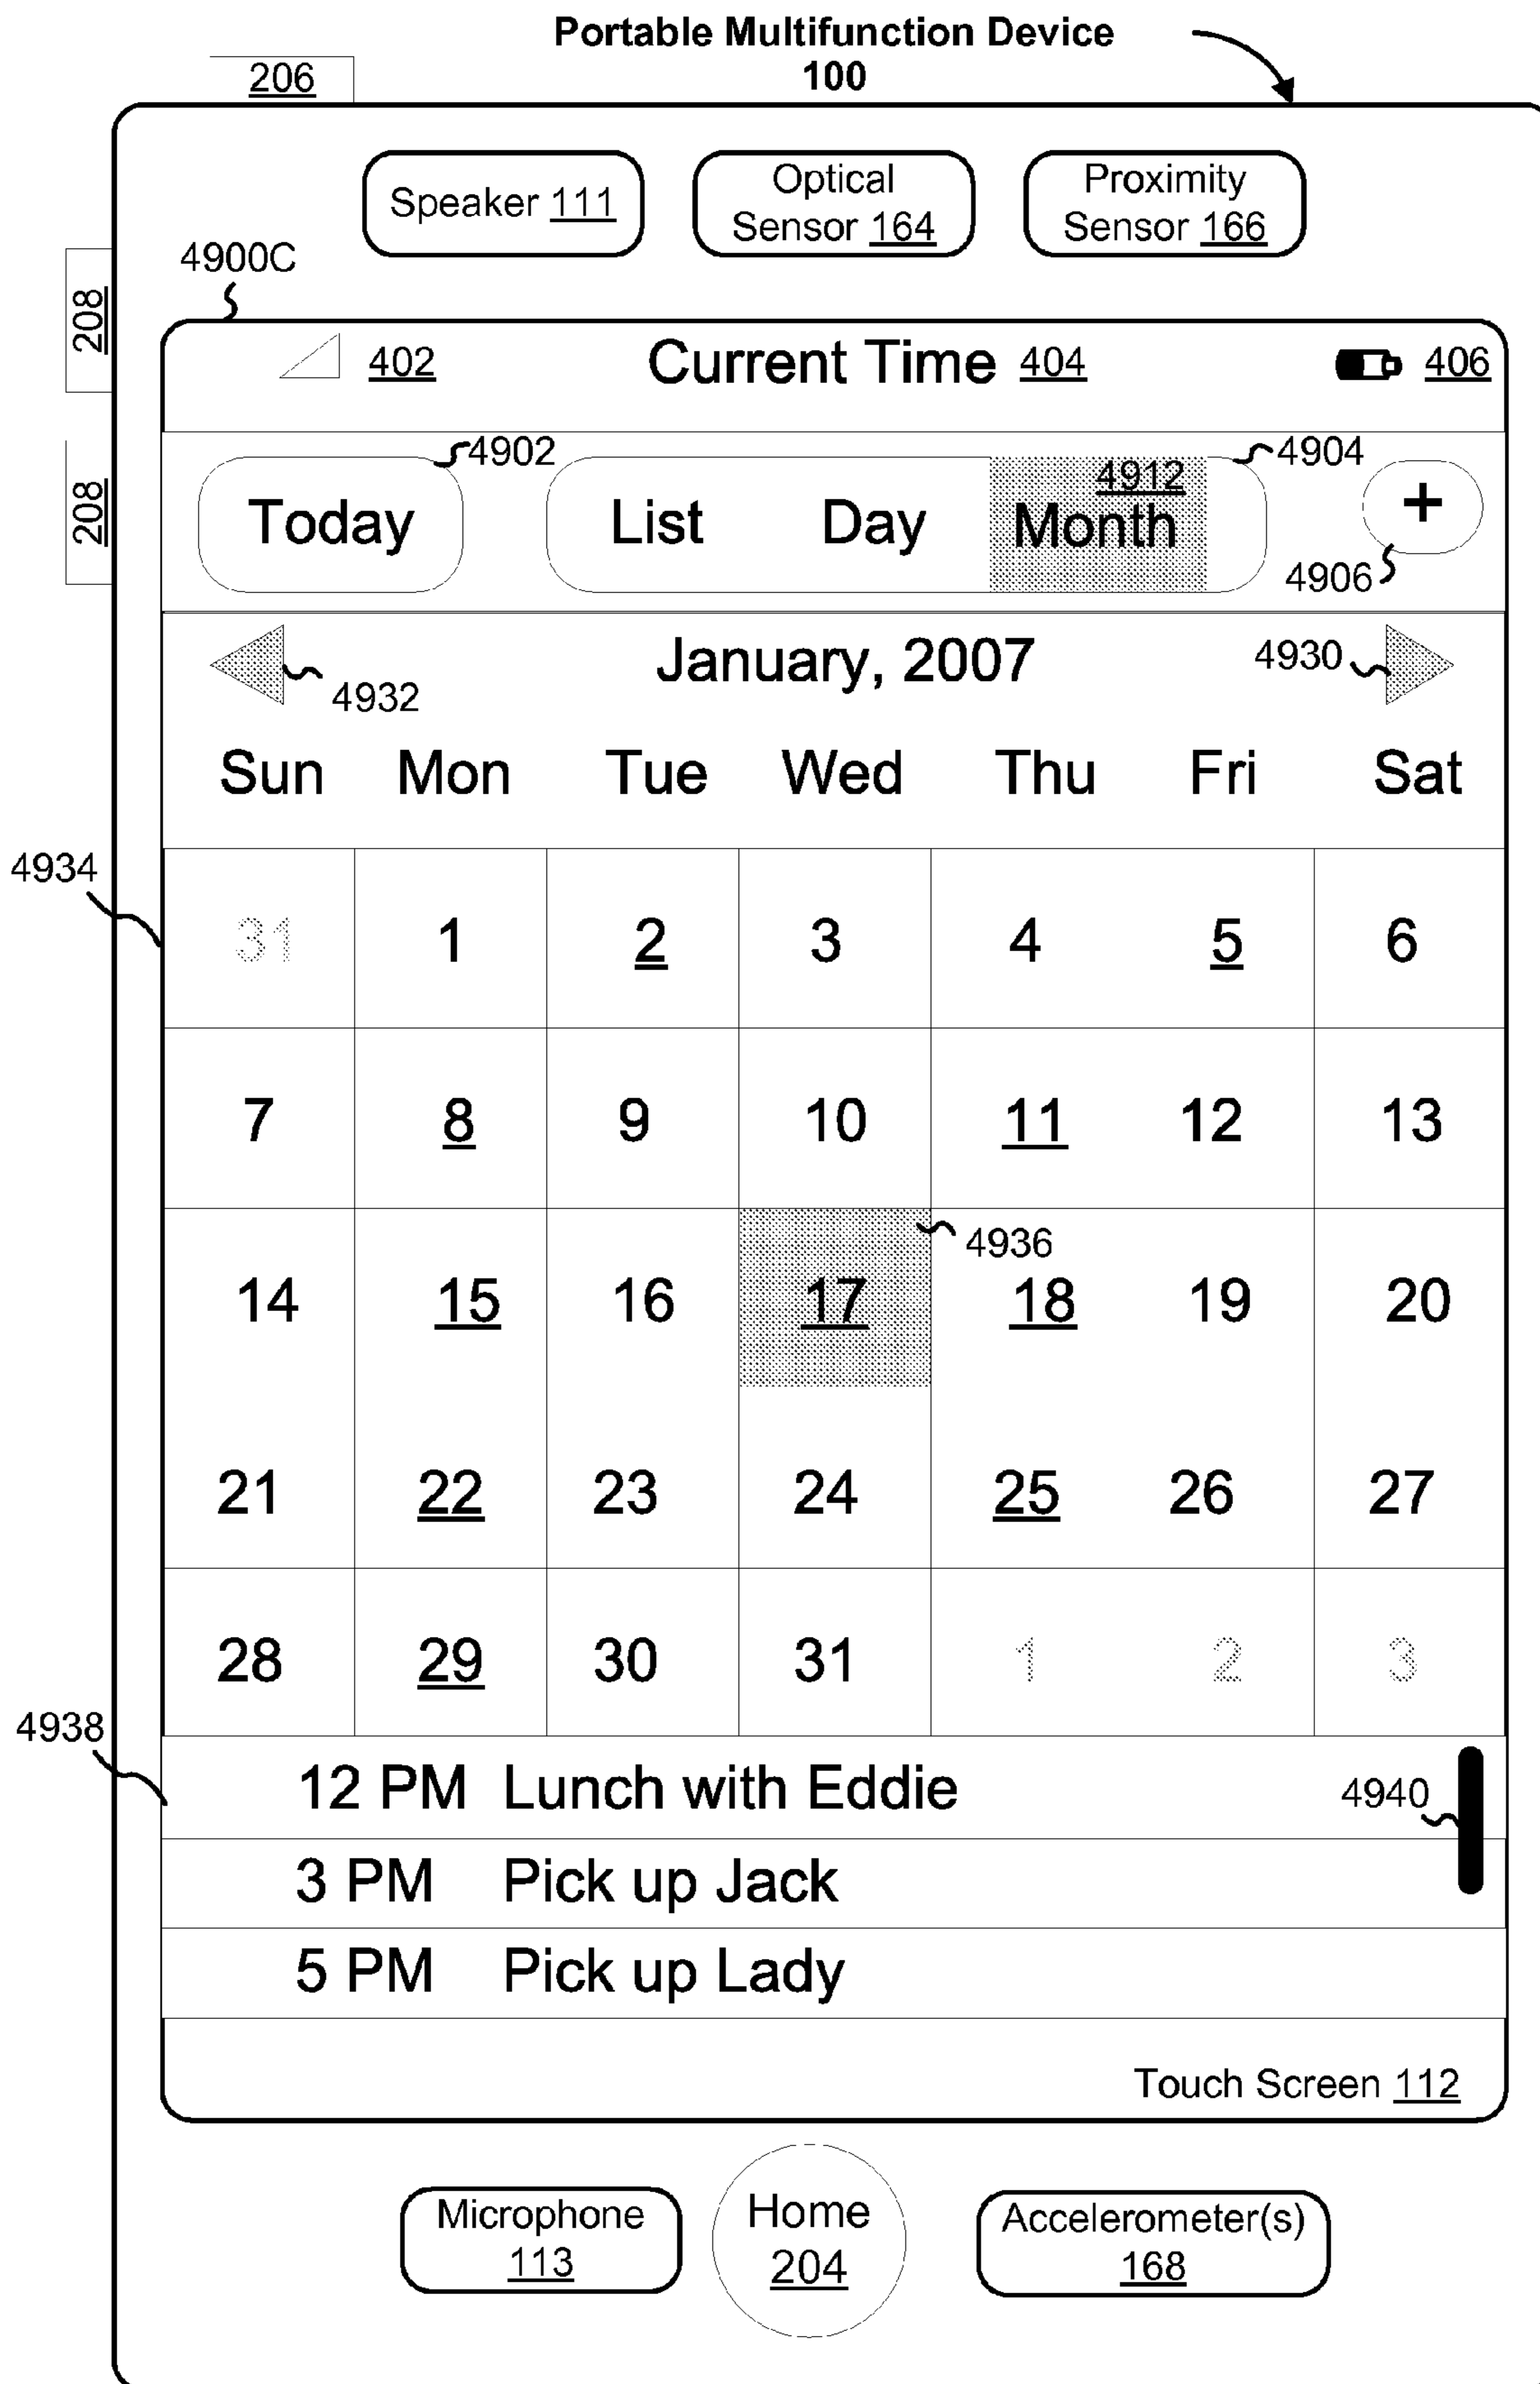 Portable Multifunction Device
100
206
Speaker 111
Optical
Sensor 164
Proximity
Sensor 166
4900C
208
402
Current Time 404
406
4902
4904
208
Today
List
Day
4912
Month
+
4906
January, 2007
4930
4932
Sun Mon Tue Wed Thu Fri Sat
4934
31 1 2 3 4 5 6
7 8 9 10 11 12 13
4936
14 15 16 17 18 19 20
21 22 23 24 25 26 27
28 29 30 31 1 2 3
4938
12 PM Lunch with Eddie
4940
3 PM Pick up Jack
5 PM Pick up Lady
Touch Screen 112
Microphone
113
Home
204
Accelerometer(s)
168